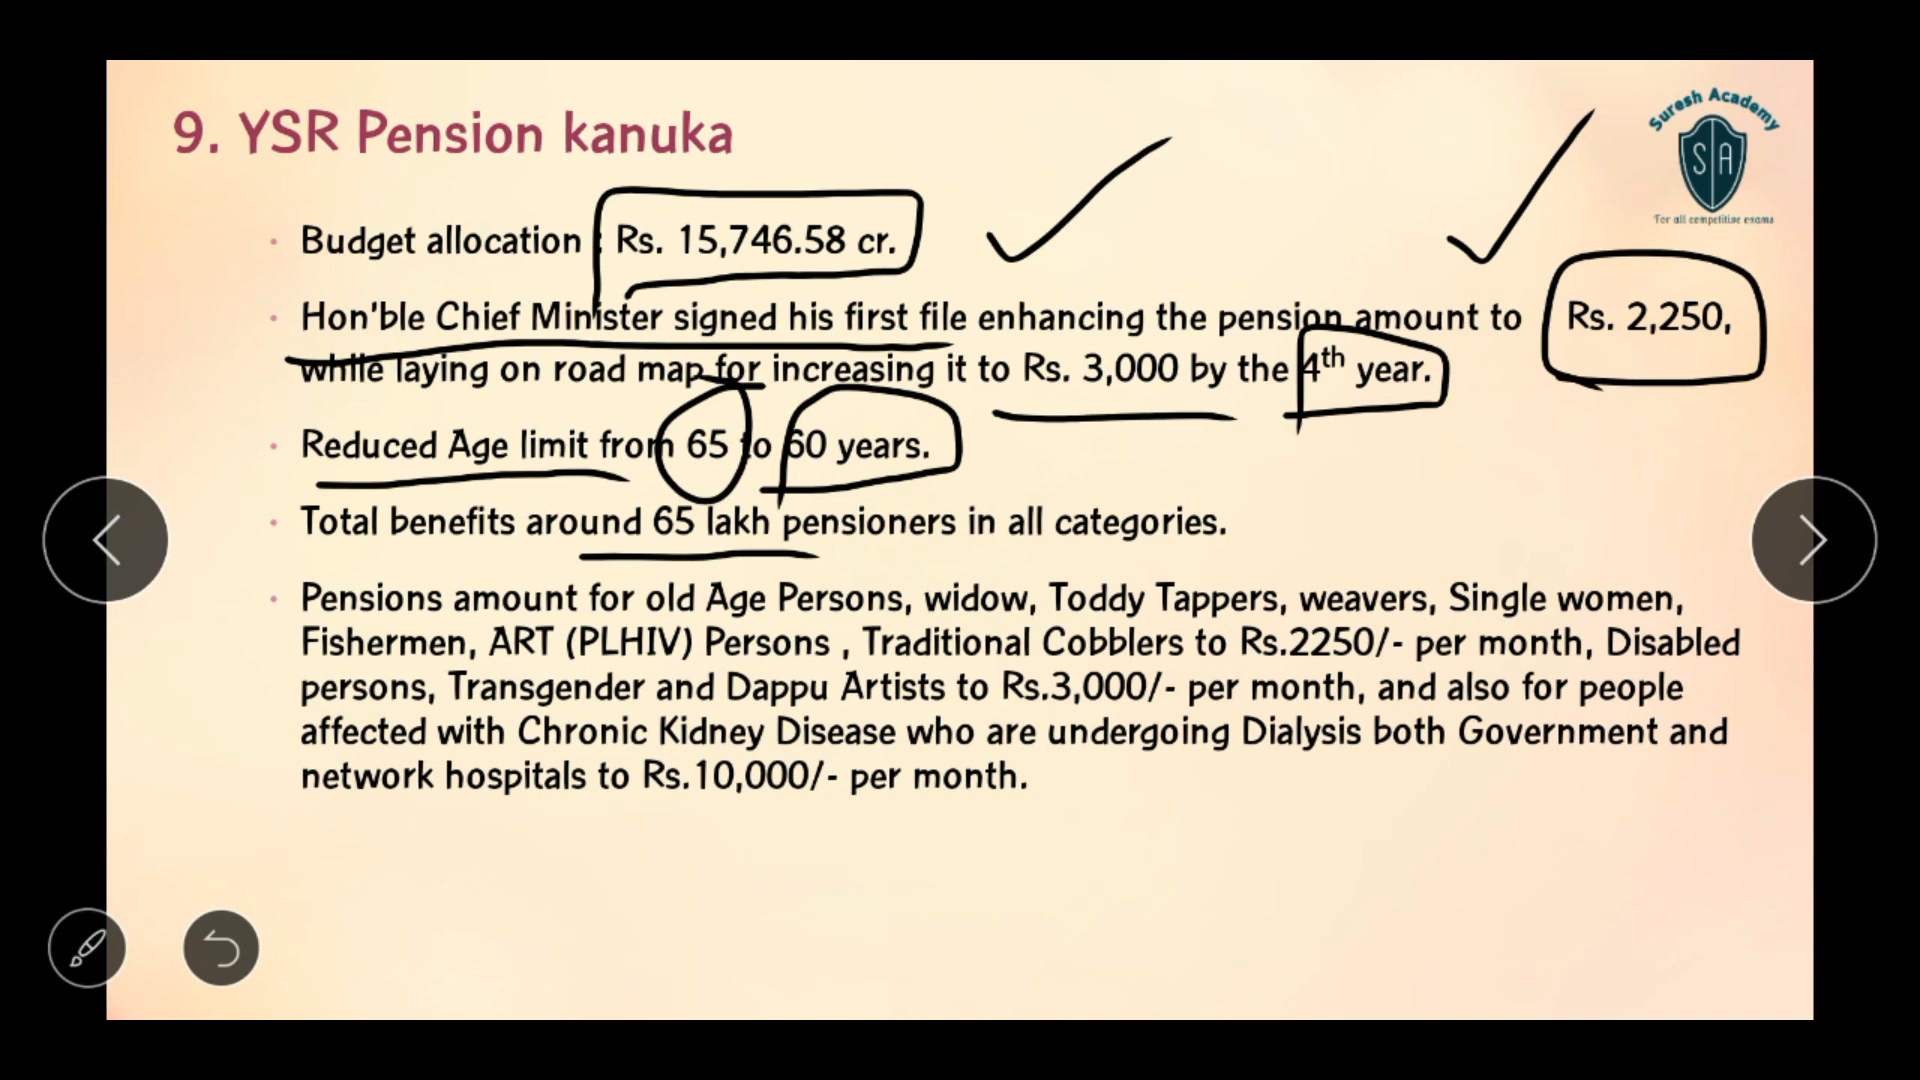 9. YSR Pension kanuka
Suresh Academy
S A
For all competitive exams
• Budget allocation : Rs. 15,746.58 cr.
• Hon'ble Chief Minister signed his first file enhancing the pension amount to Rs. 2,250,
while laying on road map for increasing it to Rs. 3,000 by the 4th year.
• Reduced Age limit from 65 to 60 years.
• Total benefits around 65 lakh pensioners in all categories.
• Pensions amount for old Age Persons, widow, Toddy Tappers, weavers, Single women,
Fishermen, ART (PLHIV) Persons , Traditional Cobblers to Rs.2250/- per month, Disabled
persons, Transgender and Dappu Artists to Rs.3,000/- per month, and also for people
affected with Chronic Kidney Disease who are undergoing Dialysis both Government and
network hospitals to Rs.10,000/- per month.